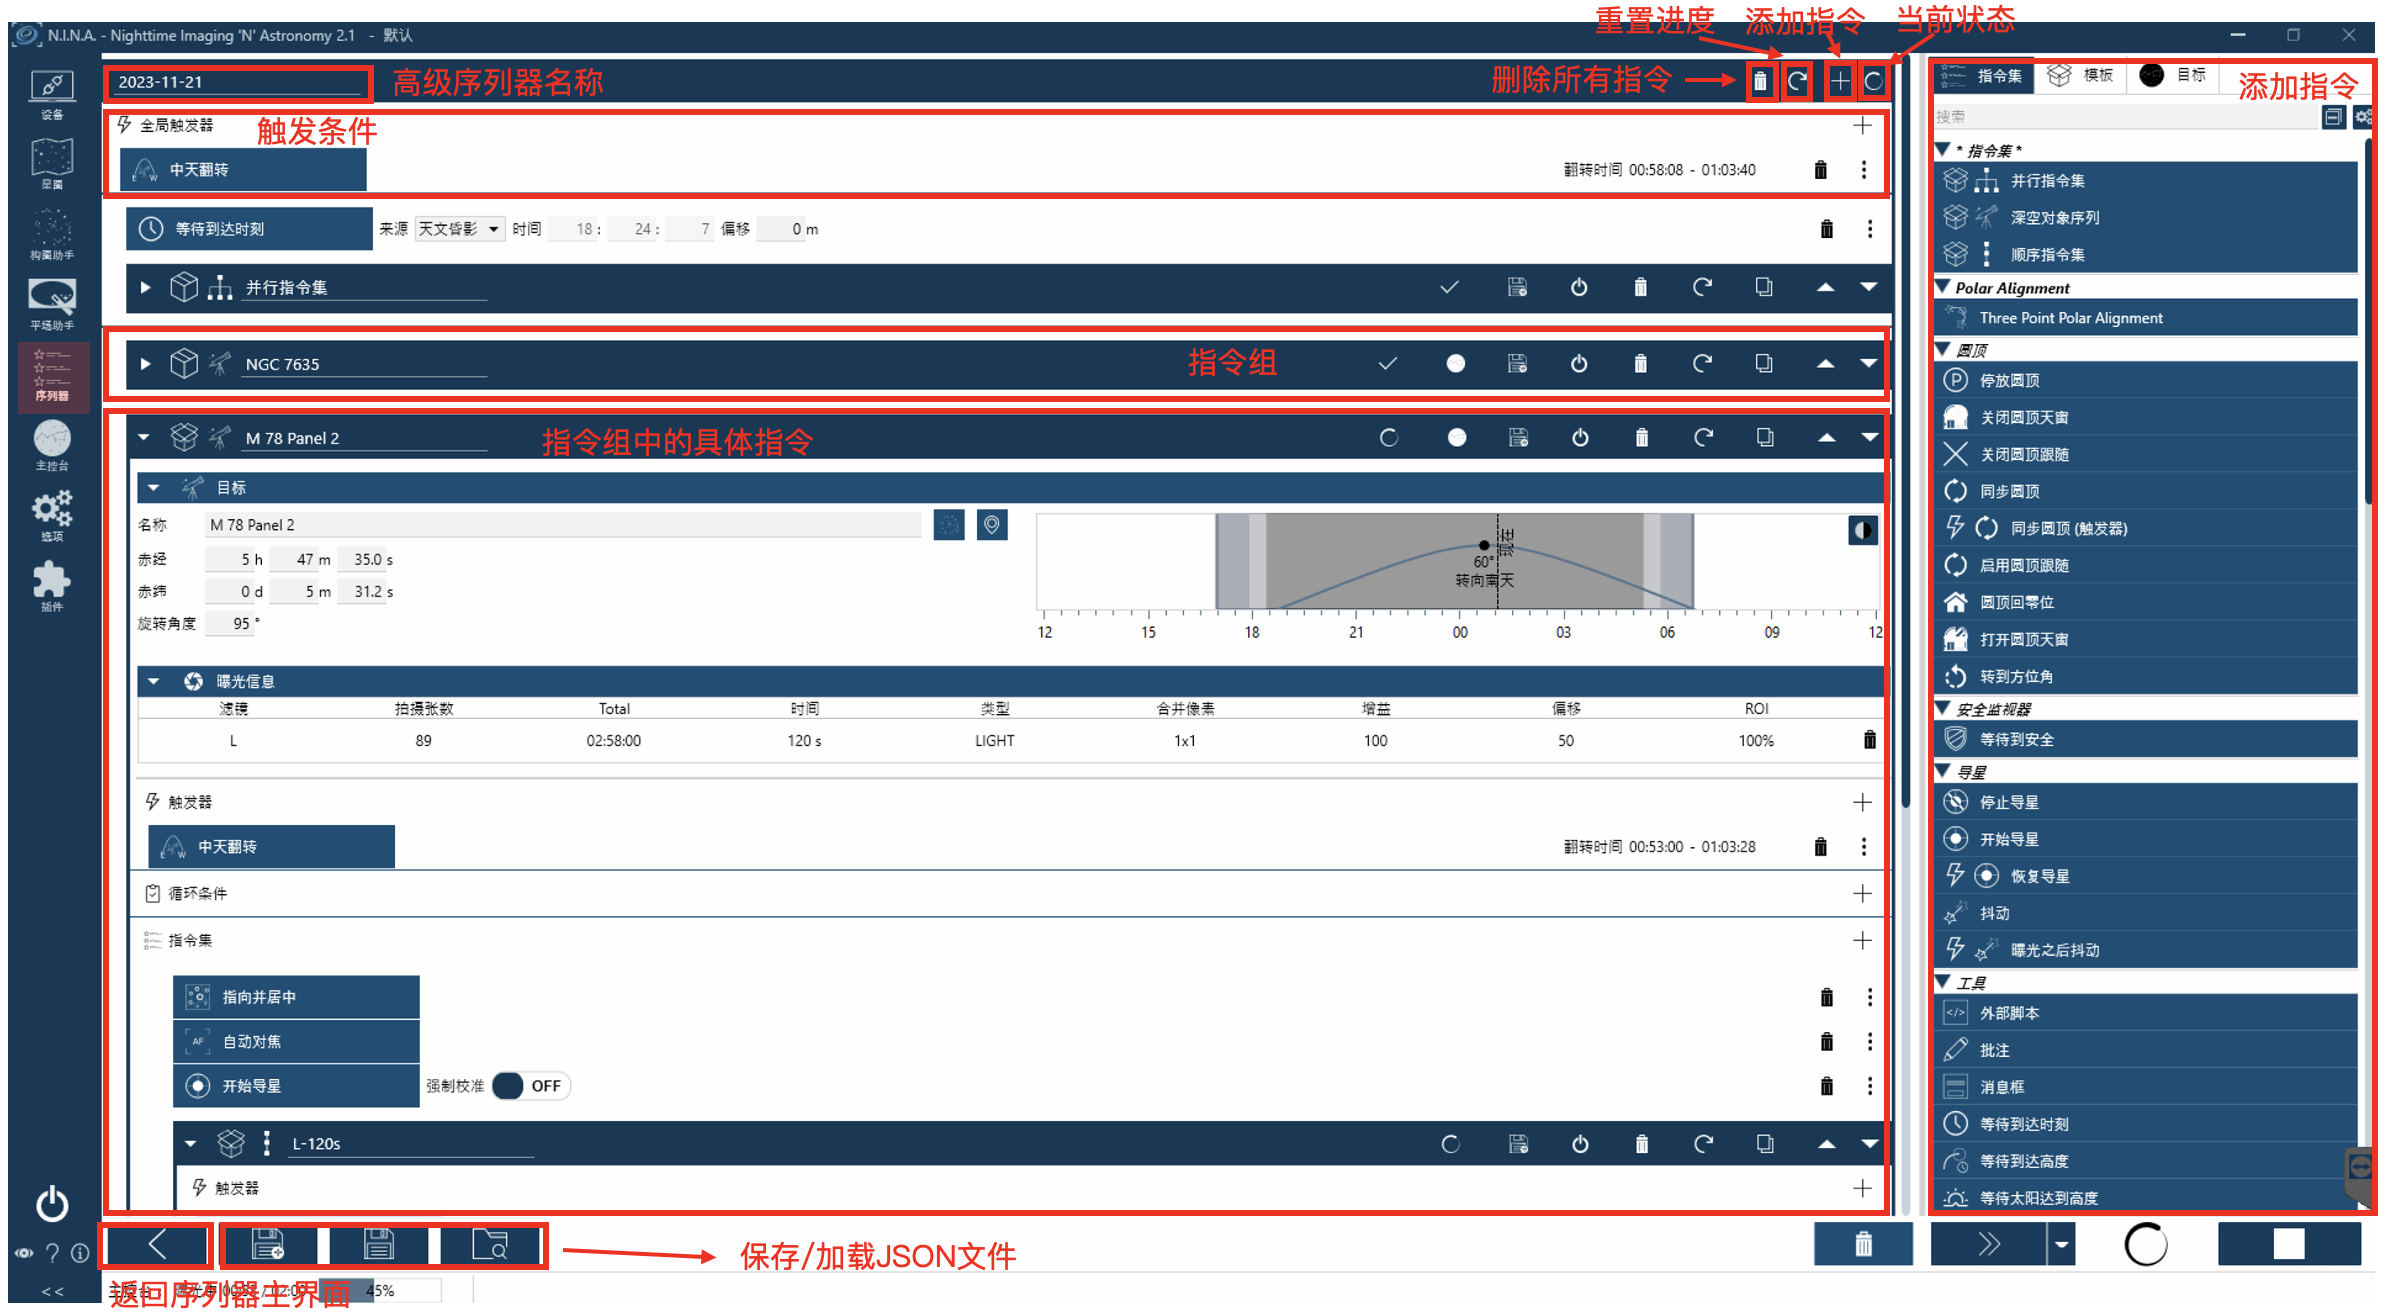 重置进度 添加指令 当前状态
N.I.N.A. - Nighttime Imaging 'N' Astronomy 2.1 - 默认
设备
星图
构图助手
平场助手
序列器
主控台
选项
插件
2023-11-21 高级序列器名称 删除所有指令
全局触发器 触发条件
中天翻转 翻转时间 00:58:08 - 01:03:40
等待到达时刻 来源 天文昏影 时间 18 : 24 : 7 偏移 0 m
并行指令集
NGC 7635 指令组
M 78 Panel 2 指令组中的具体指令
目标
名称 M 78 Panel 2
赤经 5 h 47 m 35.0 s
赤纬 0 d 5 m 31.2 s
旋转角度 95 °
现在
60°
转向南天
12 15 18 21 00 03 06 09 12
曝光信息
滤镜 拍摄张数 Total 时间 类型 合并像素 增益 偏移 ROI
L 89 02:58:00 120 s LIGHT 1x1 100 50 100%
触发器
中天翻转 翻转时间 00:53:00 - 01:03:28
循环条件
指令集
指向并居中
AF 自动对焦
开始导星 强制校准 OFF
L-120s
触发器
保存/加载JSON文件
返回序列器主界面
45%
<<
指令集 模板 目标
添加指令
搜索
* 指令集 *
并行指令集
深空对象序列
顺序指令集
Polar Alignment
Three Point Polar Alignment
圆顶
停放圆顶
关闭圆顶天窗
关闭圆顶跟随
同步圆顶
同步圆顶 (触发器)
启用圆顶跟随
圆顶回零位
打开圆顶天窗
转到方位角
安全监视器
等待到安全
导星
停止导星
开始导星
恢复导星
抖动
曝光之后抖动
工具
外部脚本
批注
消息框
等待到达时刻
等待到达高度
等待太阳达到高度